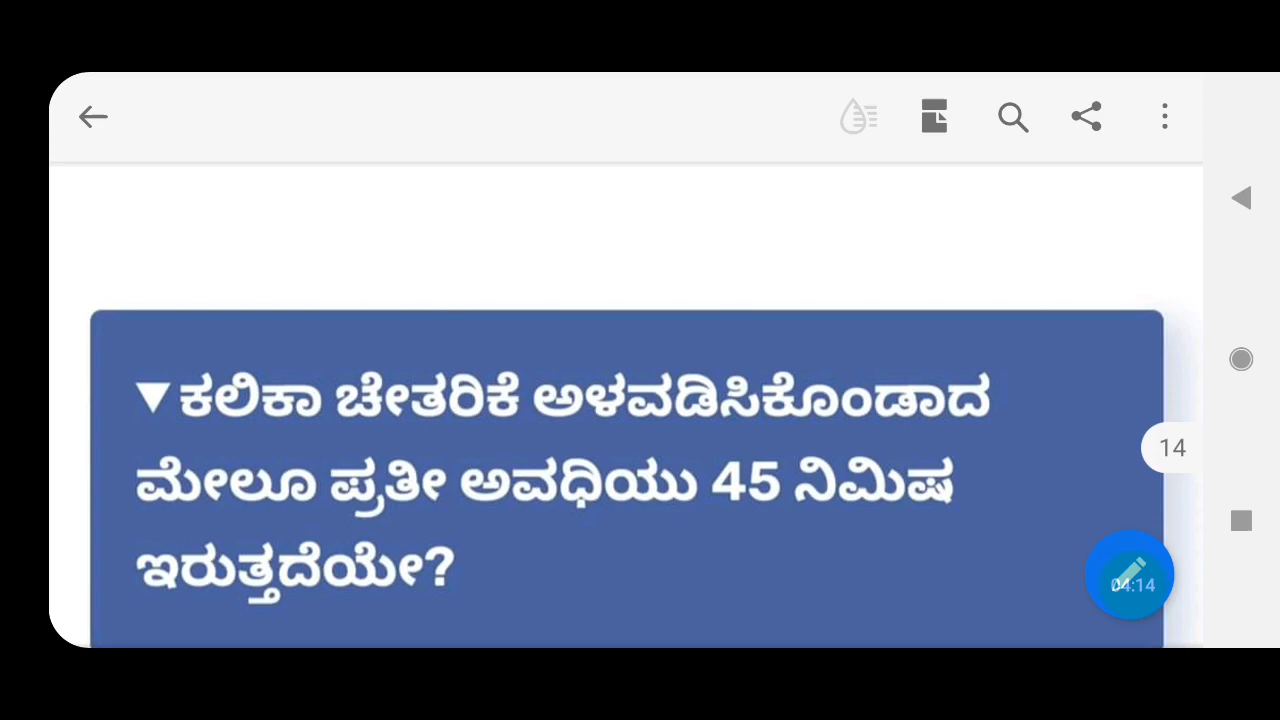 ▼ಕಲಿಕಾ ಚೇತರಿಕೆ ಅಳವಡಿಸಿಕೊಂಡಾದ
ಮೇಲೂ ಪ್ರತೀ ಅವಧಿಯು 45 ನಿಮಿಷ
14
ಇರುತ್ತದೆಯೇ?
04:14